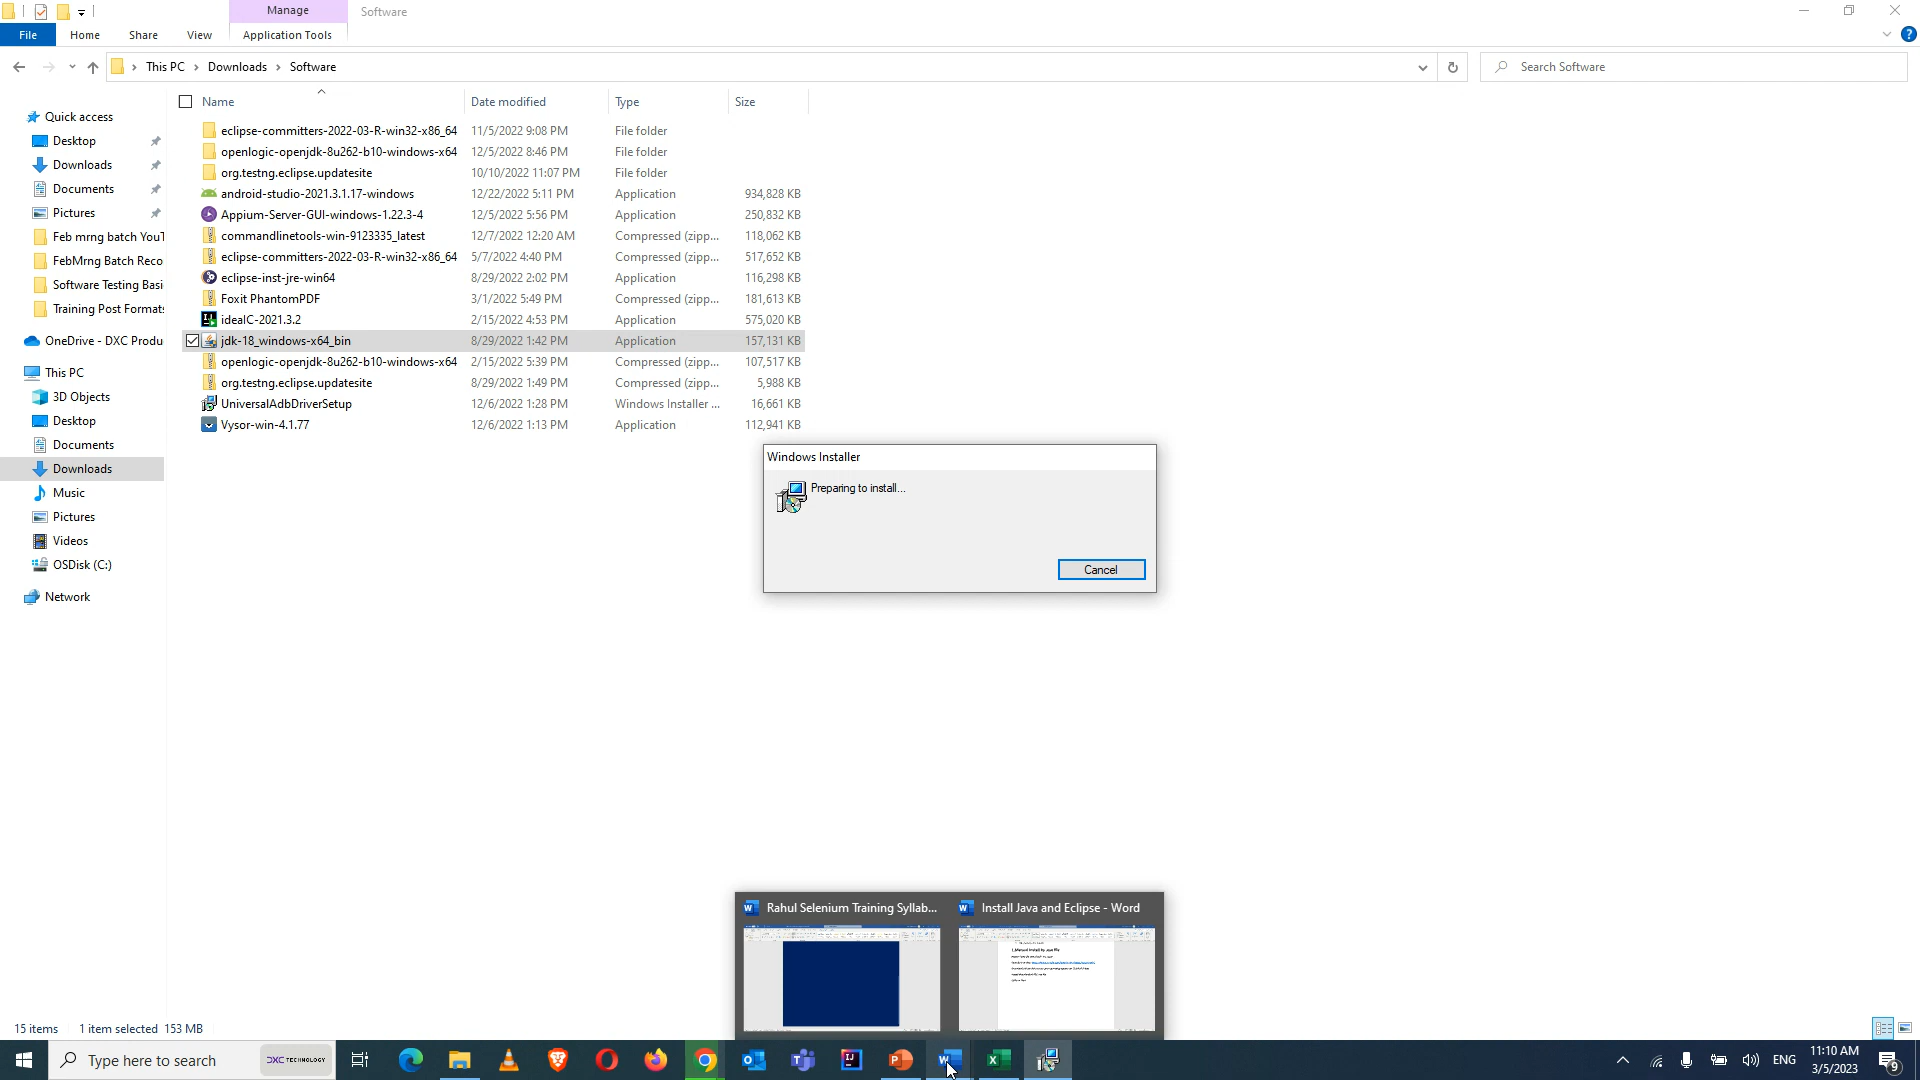 Manage
Software
File
Home
Share
View
Application Tools
This PC
Downloads
Software
Search Software
Name
Date modified
Type
Size
Quick access
Desktop
Downloads
Documents
Pictures
Feb mrng batch YouT
FebMrng Batch Reco
Software Testing Basi
Training Post Formats
OneDrive - DXC Produ
This PC
3D Objects
Desktop
Documents
Downloads
Music
Pictures
Videos
OSDisk (C:)
Network
eclipse-committers-2022-03-R-win32-x86_64 11/5/2022 9:08 PM File folder
openlogic-openjdk-8u262-b10-windows-x64 12/5/2022 8:46 PM File folder
org.testng.eclipse.updatesite 10/10/2022 11:07 PM File folder
android-studio-2021.3.1.17-windows 12/22/2022 5:11 PM Application 934,828 KB
Appium-Server-GUI-windows-1.22.3-4 12/5/2022 5:56 PM Application 250,832 KB
commandlinetools-win-9123335_latest 12/7/2022 12:20 AM Compressed (zipp... 118,062 KB
eclipse-committers-2022-03-R-win32-x86_64 5/7/2022 4:40 PM Compressed (zipp... 517,652 KB
eclipse-inst-jre-win64 8/29/2022 2:02 PM Application 116,298 KB
Foxit PhantomPDF 3/1/2022 5:49 PM Compressed (zipp... 181,613 KB
ideaIC-2021.3.2 2/15/2022 4:53 PM Application 575,020 KB
jdk-18_windows-x64_bin 8/29/2022 1:42 PM Application 157,131 KB
openlogic-openjdk-8u262-b10-windows-x64 2/15/2022 5:39 PM Compressed (zipp... 107,517 KB
org.testng.eclipse.updatesite 8/29/2022 1:49 PM Compressed (zipp... 5,988 KB
UniversalAdbDriverSetup 12/6/2022 1:28 PM Windows Installer ... 16,661 KB
Vysor-win-4.1.77 12/6/2022 1:13 PM Application 112,941 KB
Windows Installer
Preparing to install...
Cancel
Rahul Selenium Training Syllab...
Install Java and Eclipse - Word
15 items 1 item selected 153 MB
Type here to search
DXC TECHNOLOGY
ENG
11:10 AM
3/5/2023
9